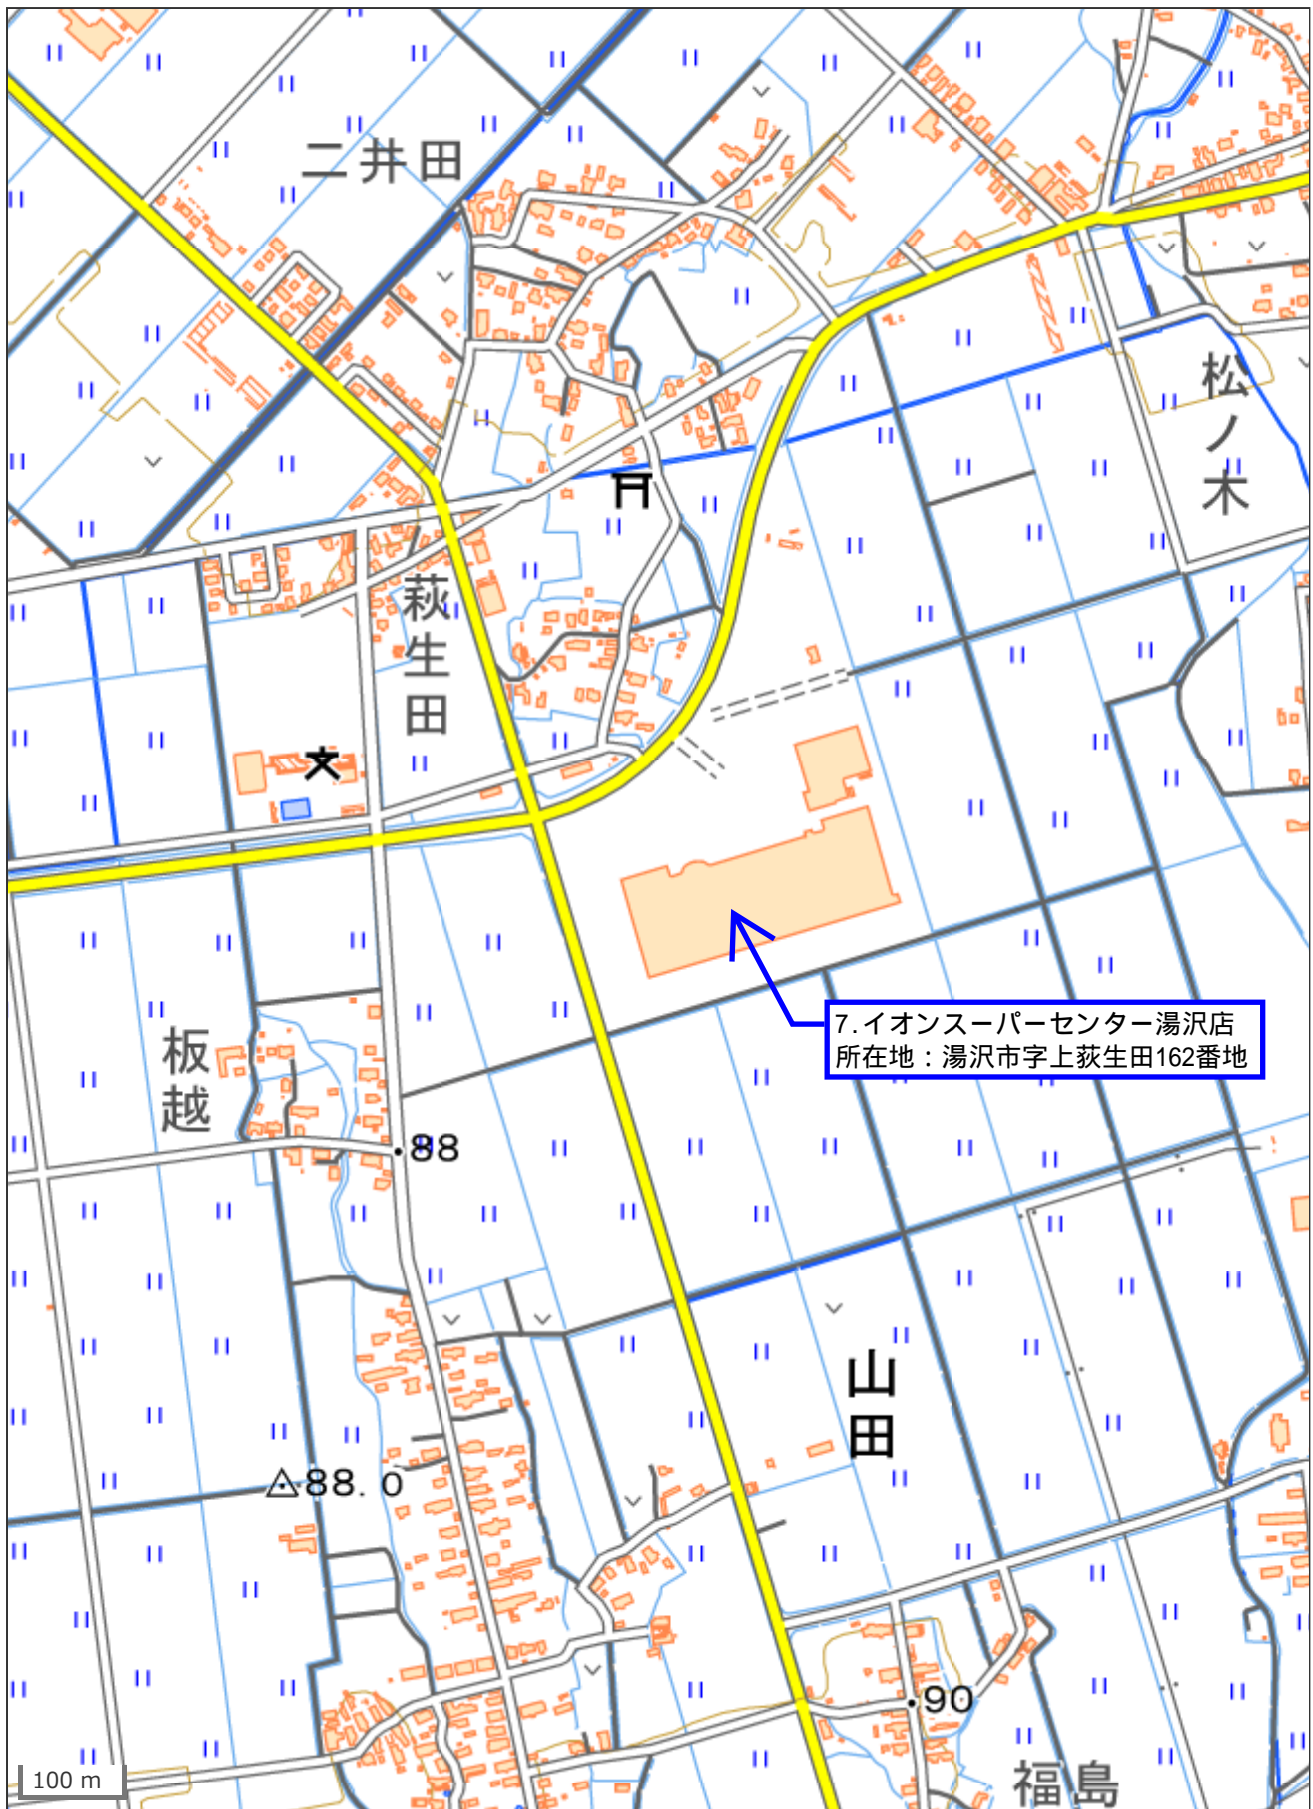 二井田
松ノ木
萩生田
7.イオンスーパーセンター湯沢店
所在地：湯沢市字上荻生田162番地
板越
88
山田
88.0
90
福島
100 m